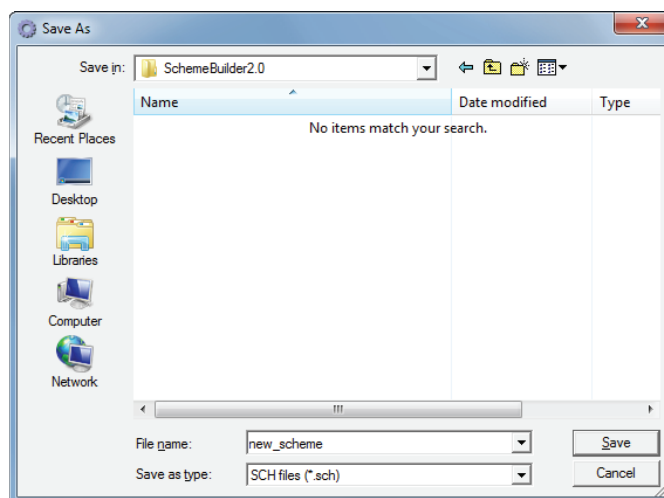 Save As
Save in: SchemeBuilder2.0
Name Date modified Type
No items match your search.
Recent Places
Desktop
Libraries
Computer
Network
File name: new_scheme Save
Save as type: SCH files (*.sch) Cancel